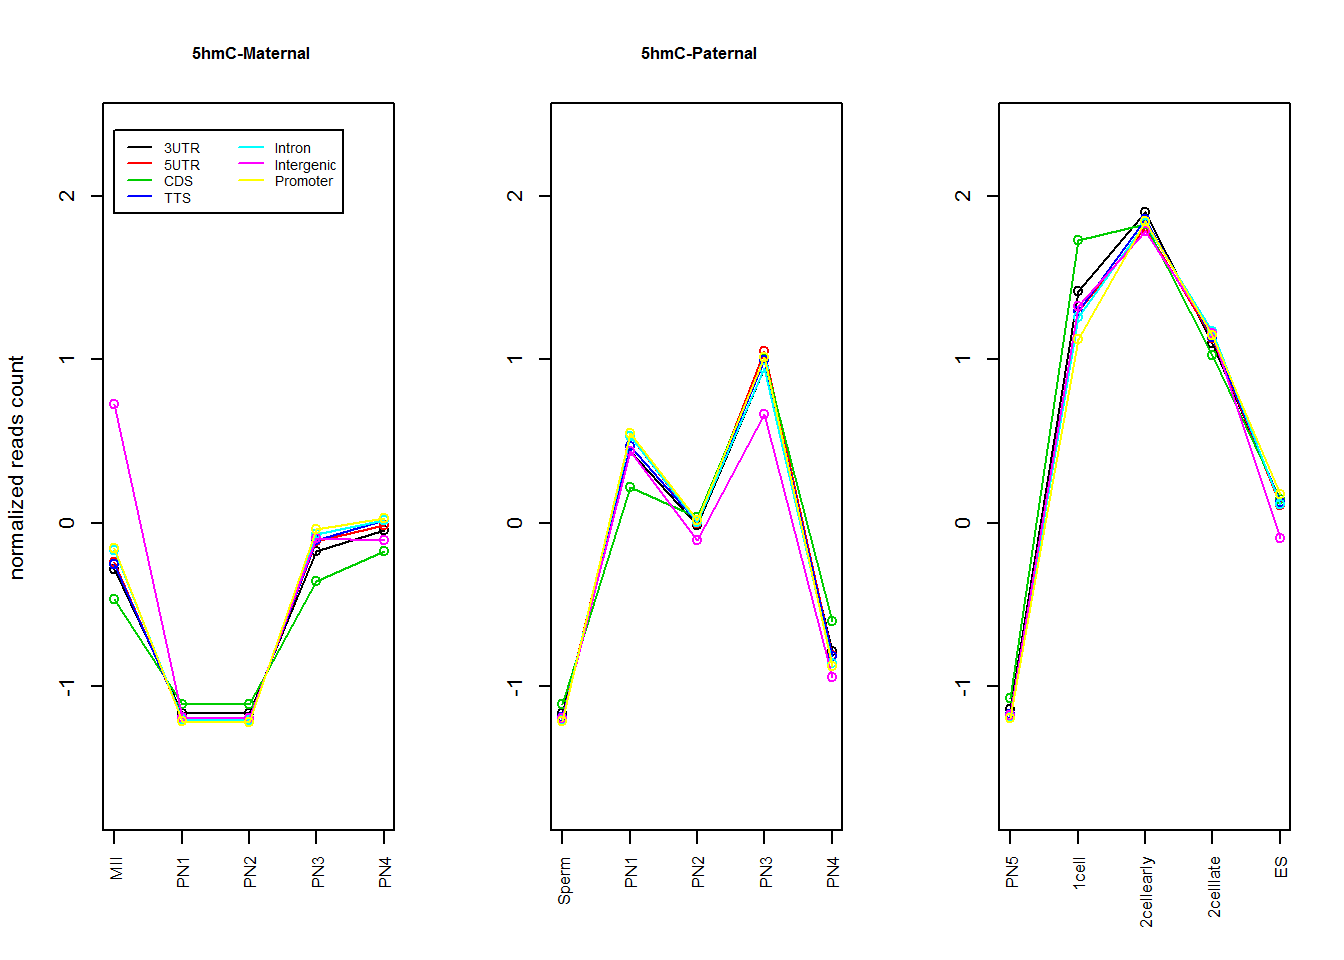 5hmC-Maternal
5hmC-Paternal
3UTR
5UTR
CDS
TTS
Intron
Intergenic
Promoter
normalized reads count
2
1
0
-1
MII
PN1
PN2
PN3
PN4
2
1
0
-1
Sperm
PN1
PN2
PN3
PN4
2
1
0
-1
PN5
1cell
2cellearly
2celllate
ES